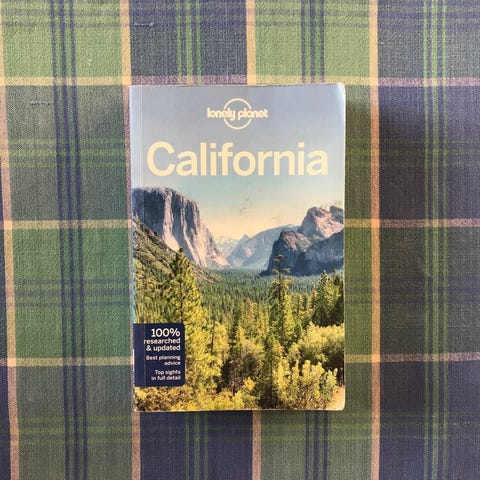 lonely planet
California
100%
researched
& updated
Best planning
advice
Top sights
in full detail